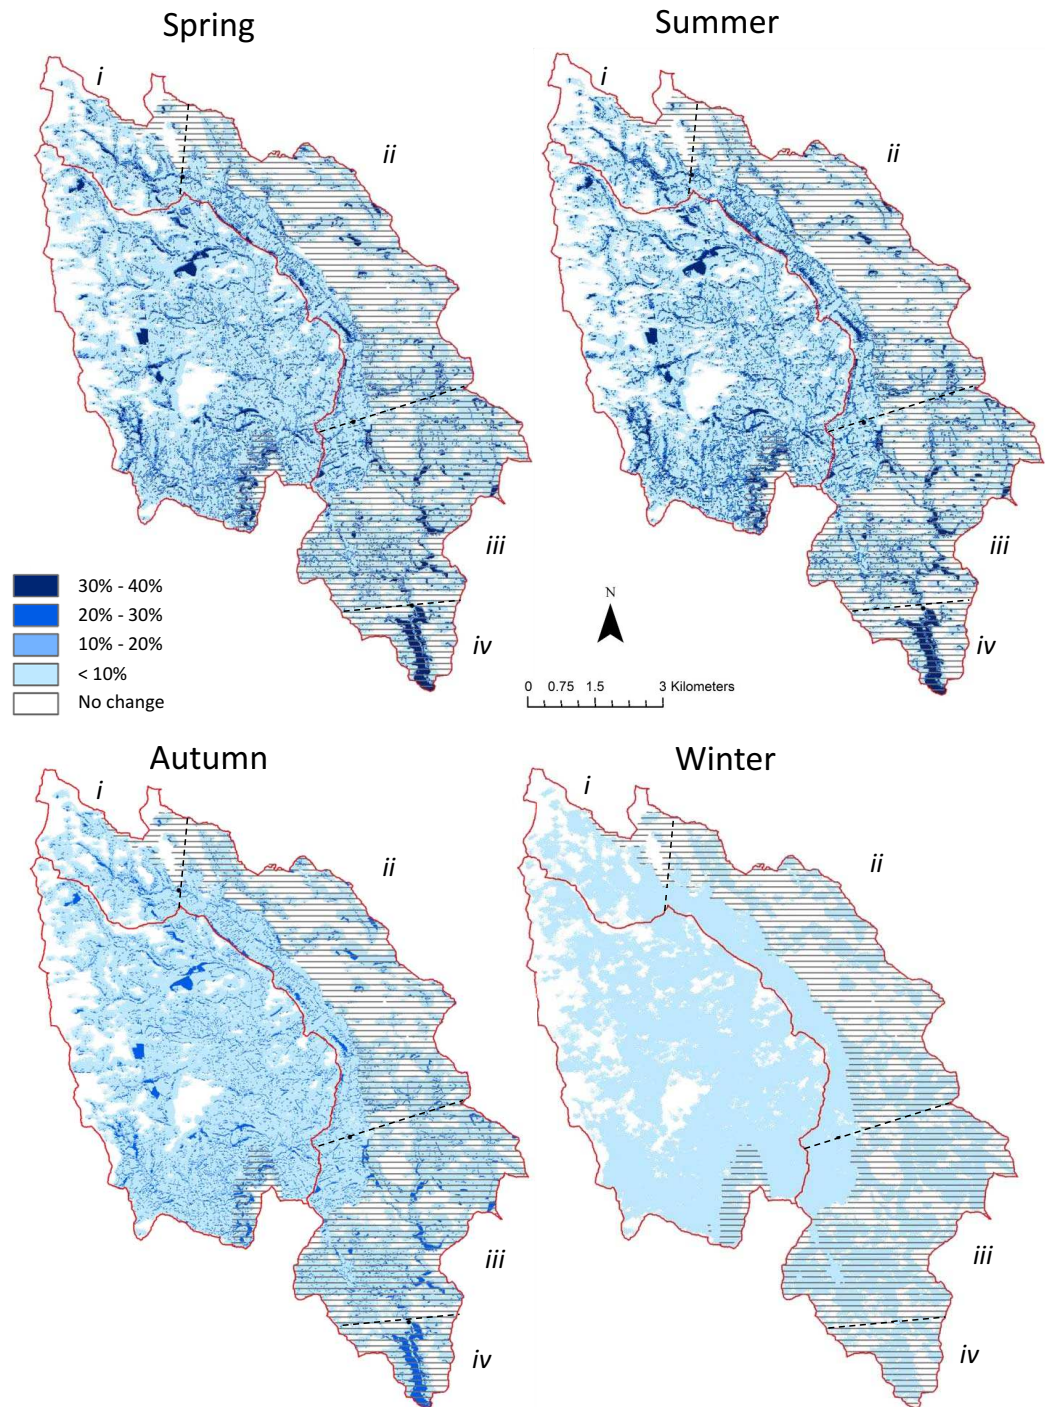 Spring
Summer
i
ii
iii
iv
i
ii
iii
iv
30% - 40%
20% - 30%
10% - 20%
< 10%
No change
N
0 0.75 1.5 3 Kilometers
Autumn
Winter
i
ii
iii
iv
i
ii
iii
iv